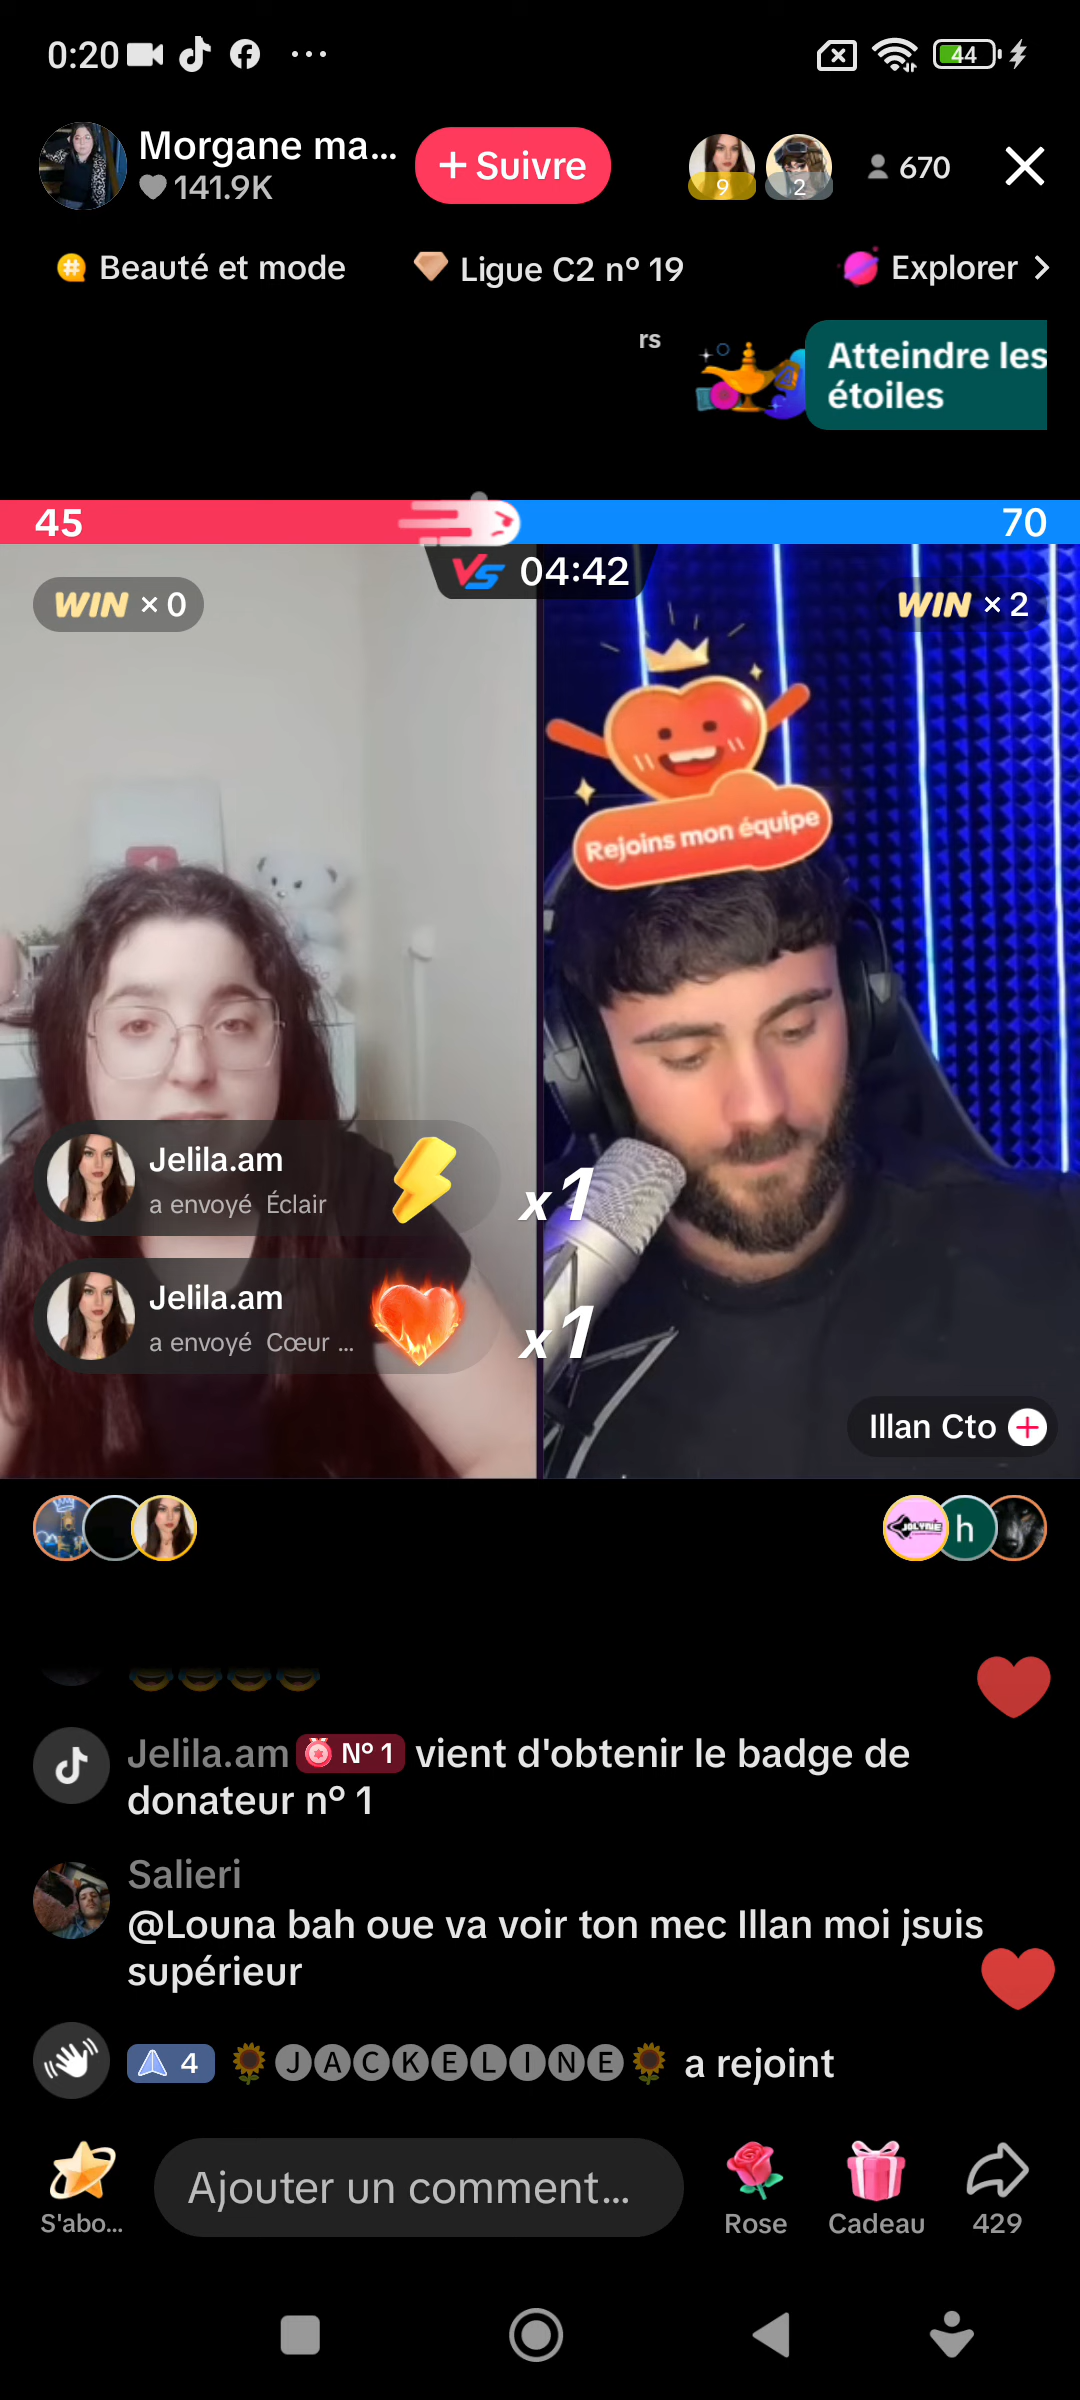 0:20
44
Morgane ma...
141.9K
+ Suivre
9
2
670
Beauté et mode
Ligue C2 nº 19
Explorer
rs
Atteindre les
étoiles
45
70
VS 04:42
WIN × 0
WIN × 2
Rejoins mon équipe
Jelila.am
a envoyé Éclair
x1
Jelila.am
a envoyé Cœur ...
x1
Illan Cto
JOLYNE
h
Jelila.am Nº 1 vient d'obtenir le badge de
donateur nº 1
Salieri
@Louna bah oue va voir ton mec Illan moi jsuis
supérieur
4 🌻🅙🅐🅒🅚🅔🅛🅘🅝🅔🌻 a rejoint
Ajouter un comment...
S'abo...
Rose
Cadeau
429